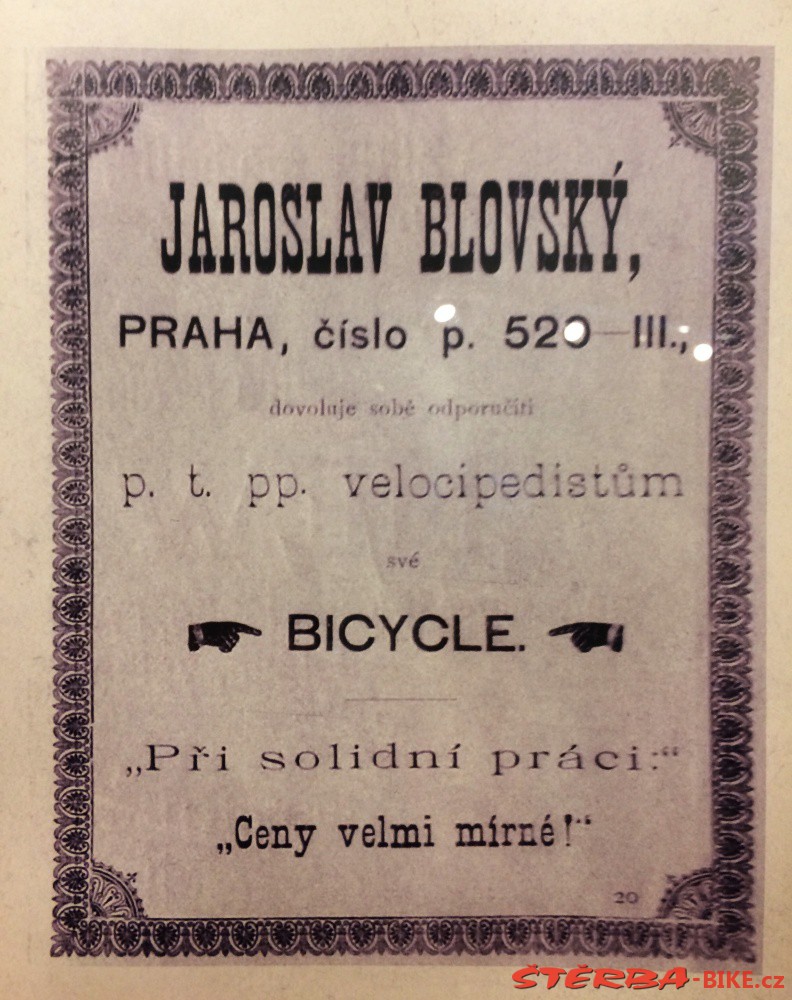 JAROSLAV BLOVSKÝ,
PRAHA, číslo p. 520—III.,
dovoluje sobě odporučíti
p. t. pp. velocipedistům
své
BICYCLE.
„Při solidní práci:“
„Ceny velmi mírné!“
20
ŠTĚRBA-BIKE.cz